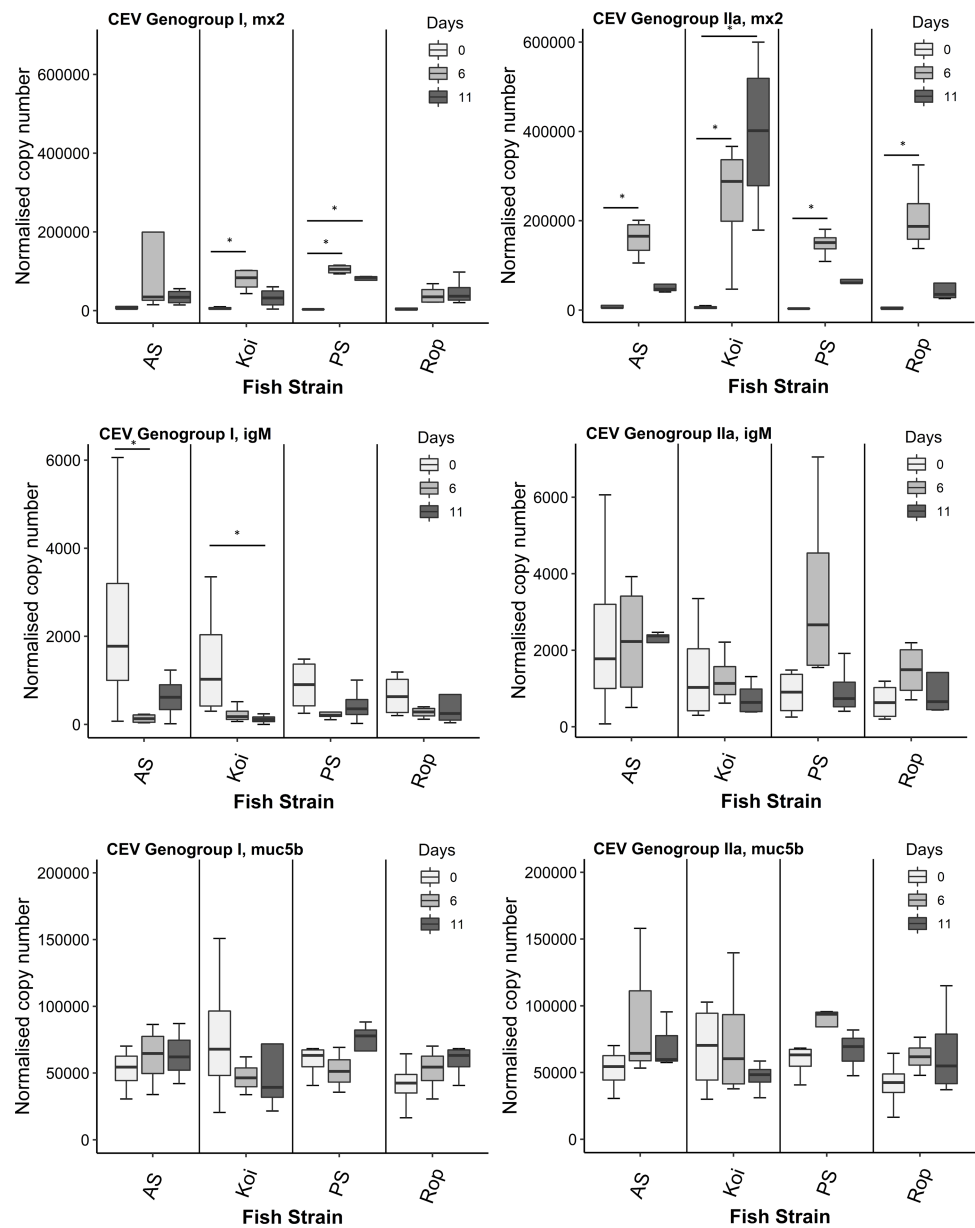 CEV Genogroup I, mx2
Days
0
6
11
*
*
*
600000
400000
200000
0
Normalised copy number
AS
Koi
PS
Rop
Fish Strain
CEV Genogroup IIa, mx2
Days
0
6
11
*
*
*
*
*
600000
400000
200000
0
Normalised copy number
AS
Koi
PS
Rop
Fish Strain
CEV Genogroup I, igM
Days
0
6
11
*
*
6000
4000
2000
0
Normalised copy number
AS
Koi
PS
Rop
Fish Strain
CEV Genogroup IIa, igM
Days
0
6
11
6000
4000
2000
0
Normalised copy number
AS
Koi
PS
Rop
Fish Strain
CEV Genogroup I, muc5b
Days
0
6
11
200000
150000
100000
50000
0
Normalised copy number
AS
Koi
PS
Rop
Fish Strain
CEV Genogroup IIa, muc5b
Days
0
6
11
200000
150000
100000
50000
0
Normalised copy number
AS
Koi
PS
Rop
Fish Strain